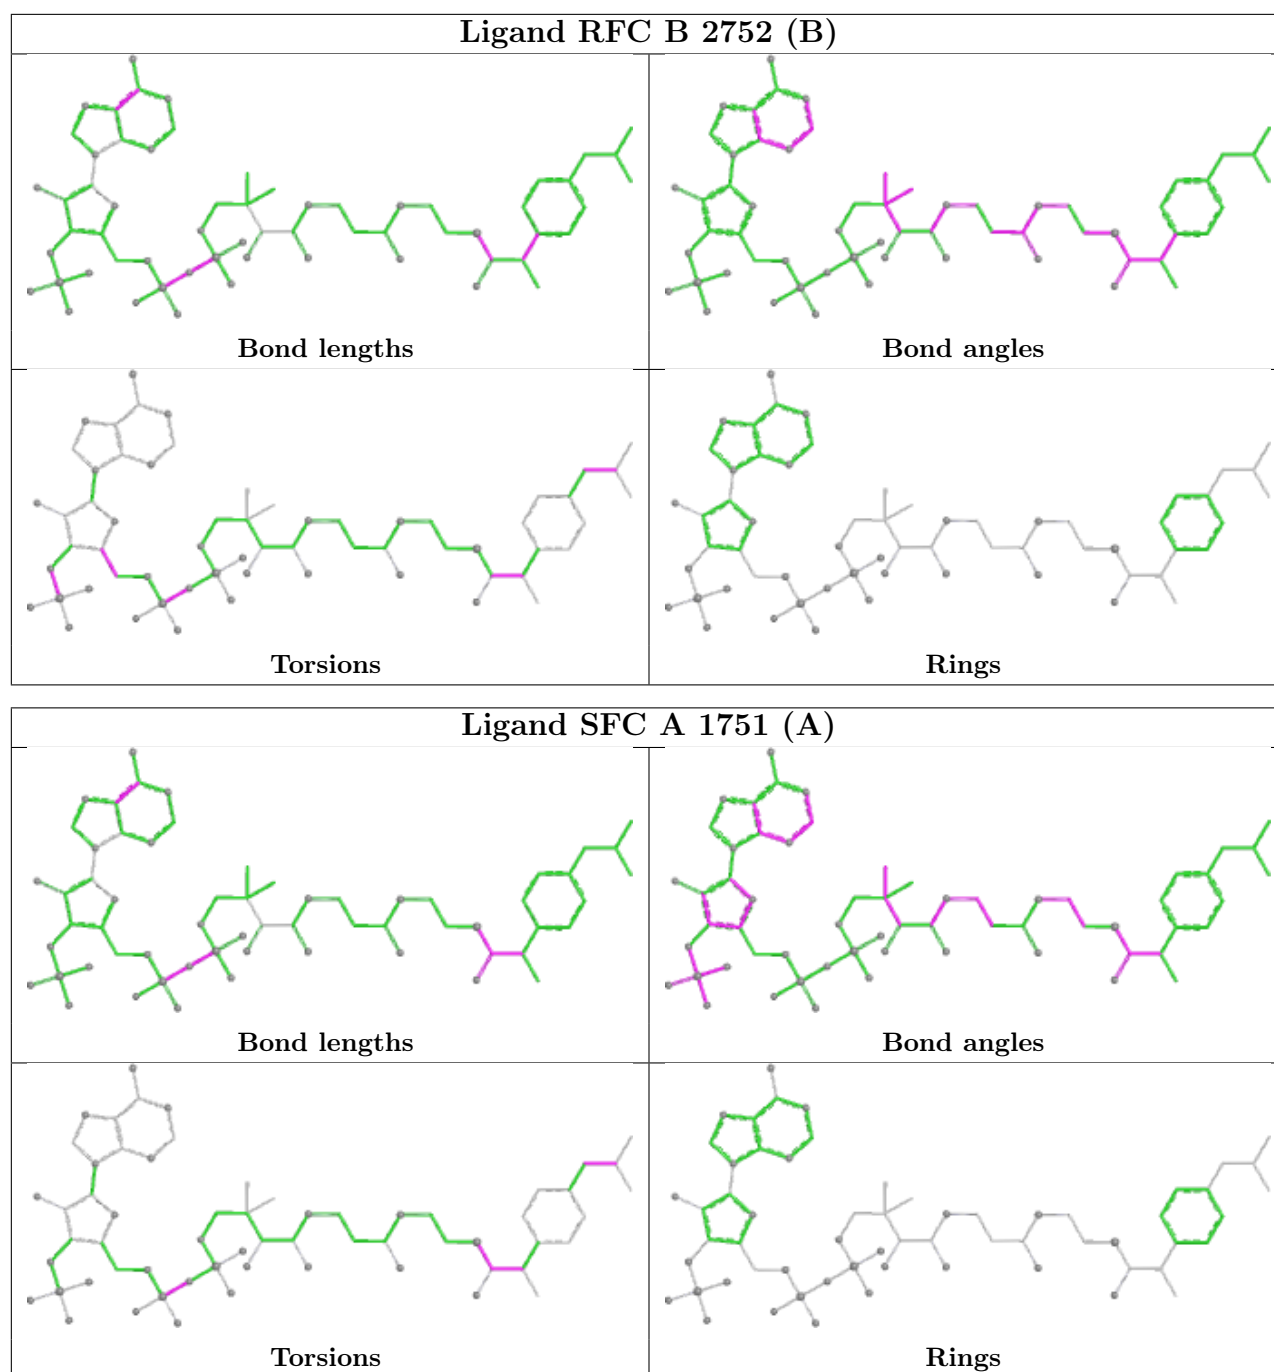 Ligand RFC B 2752 (B)
Bond lengths
Bond angles
Torsions
Rings
Ligand SFC A 1751 (A)
Bond lengths
Bond angles
Torsions
Rings